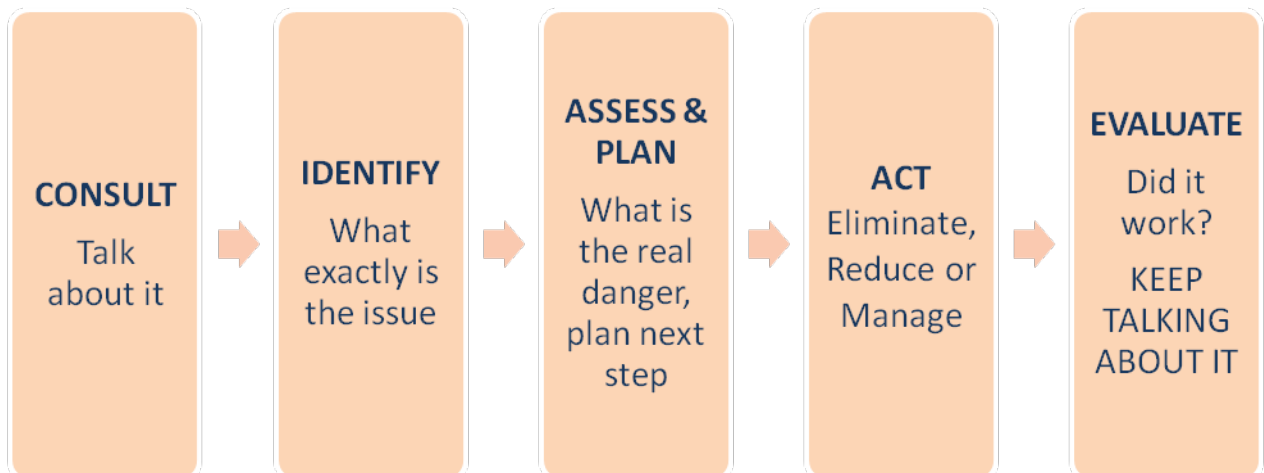 CONSULT
Talk
about it
IDENTIFY
What
exactly is
the issue
ASSESS &
PLAN
What is
the real
danger,
plan next
step
ACT
Eliminate,
Reduce or
Manage
EVALUATE
Did it
work?
KEEP
TALKING
ABOUT IT